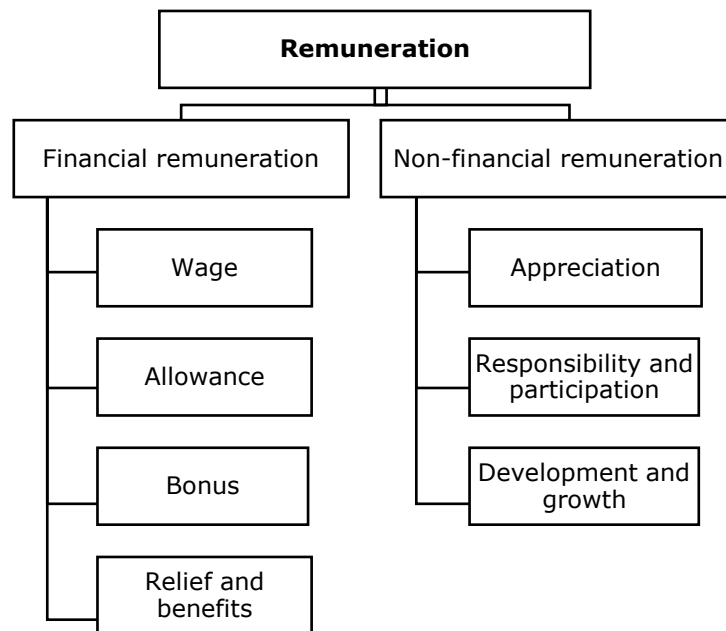 Remuneration
Financial remuneration
Non-financial remuneration
Wage
Allowance
Bonus
Relief and
benefits
Appreciation
Responsibility and
participation
Development and
growth